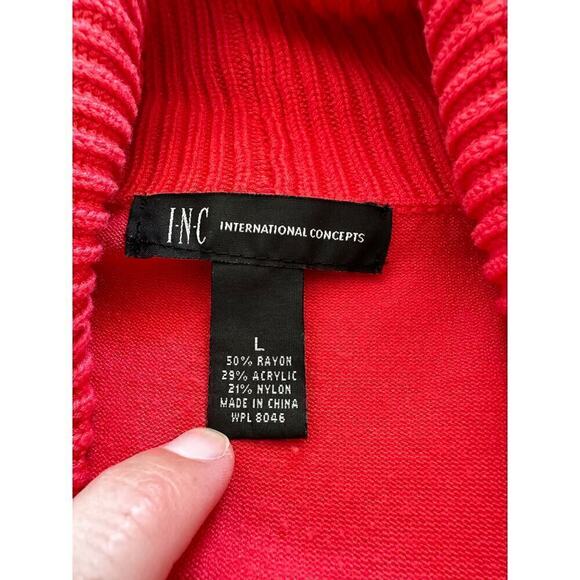 I·N·C INTERNATIONAL CONCEPTS
L
50% RAYON
29% ACRYLIC
21% NYLON
MADE IN CHINA
WPL 8046